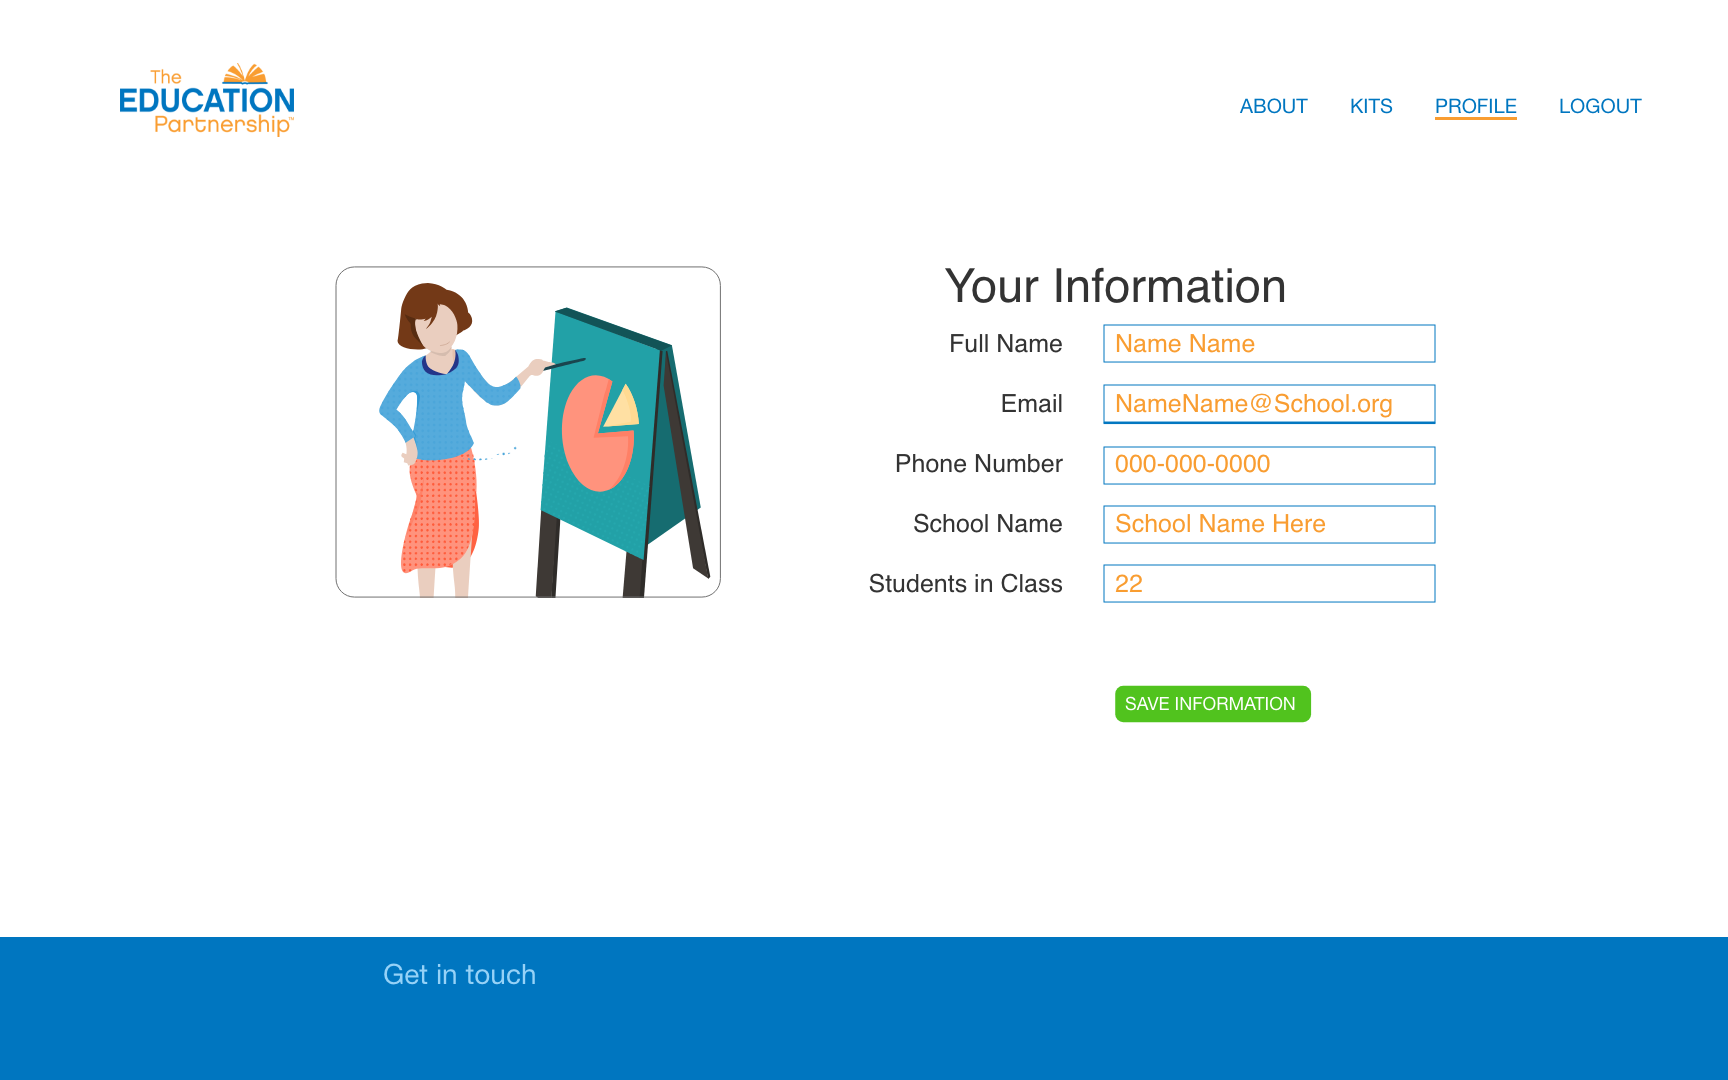 The
EDUCATION
Partnership™
ABOUT KITS PROFILE LOGOUT
Your Information
Full Name Name Name
Email NameName@School.org
Phone Number 000-000-0000
School Name School Name Here
Students in Class 22
SAVE INFORMATION
Get in touch